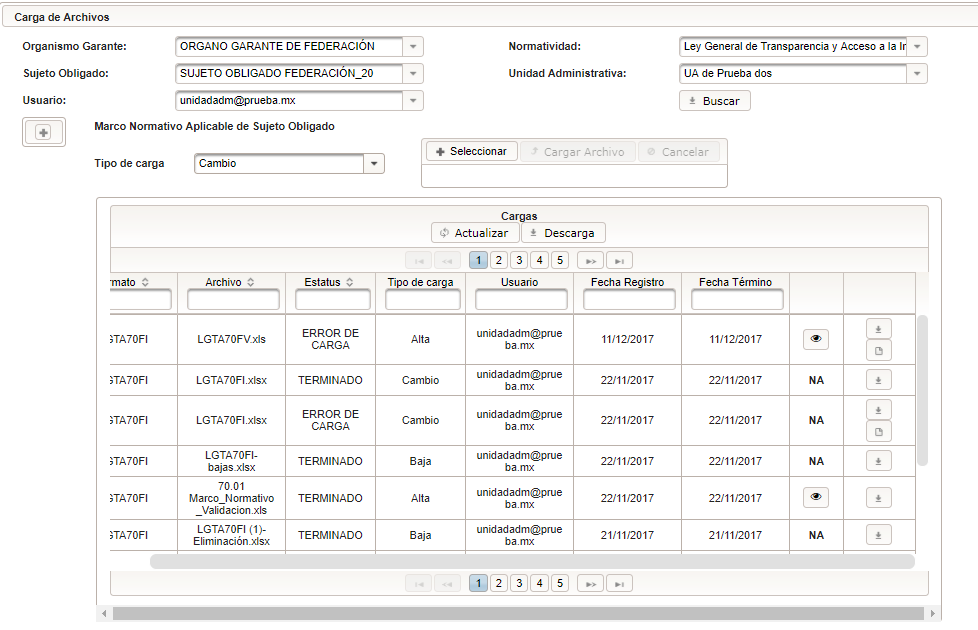 Carga de Archivos
Organismo Garante: ORGANO GARANTE DE FEDERACIÓN Normatividad: Ley General de Transparencia y Acceso a la Ir
Sujeto Obligado: SUJETO OBLIGADO FEDERACIÓN_20 Unidad Administrativa: UA de Prueba dos
Usuario: unidadadm@prueba.mx Buscar
Marco Normativo Aplicable de Sujeto Obligado
Tipo de carga Cambio Seleccionar Cargar Archivo Cancelar
Cargas
Actualizar Descarga
1 2 3 4 5
rmato Archivo Estatus Tipo de carga Usuario Fecha Registro Fecha Término
GTA70FI LGTA70FV.xls ERROR DE CARGA Alta unidadadm@prueba.mx 11/12/2017 11/12/2017
GTA70FI LGTA70FI.xlsx TERMINADO Cambio unidadadm@prueba.mx 22/11/2017 22/11/2017 NA
GTA70FI LGTA70FI.xlsx ERROR DE CARGA Cambio unidadadm@prueba.mx 22/11/2017 22/11/2017 NA
GTA70FI LGTA70FI-bajas.xlsx TERMINADO Baja unidadadm@prueba.mx 22/11/2017 22/11/2017 NA
GTA70FI 70.01 Marco_Normativo_Validacion.xls TERMINADO Alta unidadadm@prueba.mx 22/11/2017 22/11/2017
GTA70FI LGTA70FI (1)-Eliminación.xlsx TERMINADO Baja unidadadm@prueba.mx 21/11/2017 21/11/2017 NA
1 2 3 4 5